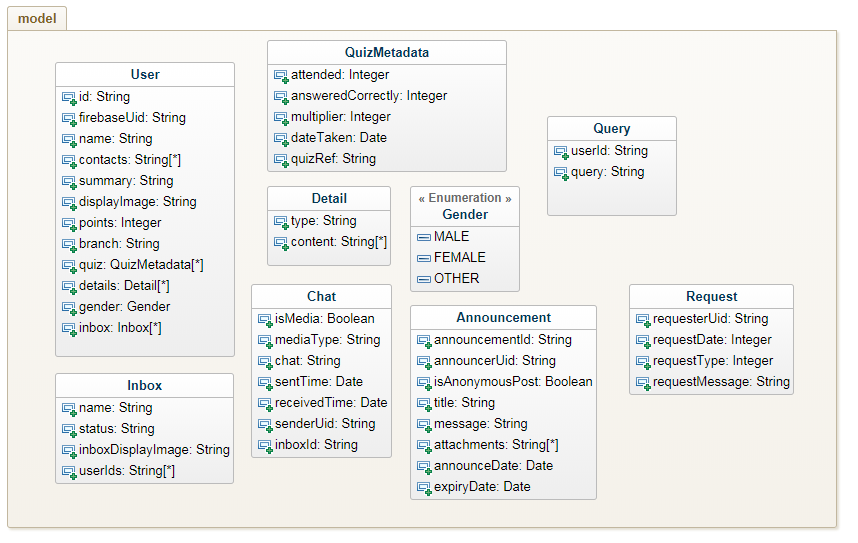 model
User
id: String
firebaseUid: String
name: String
contacts: String[*]
summary: String
displayImage: String
points: Integer
branch: String
quiz: QuizMetadata[*]
details: Detail[*]
gender: Gender
inbox: Inbox[*]
QuizMetadata
attended: Integer
answeredCorrectly: Integer
multiplier: Integer
dateTaken: Date
quizRef: String
Query
userId: String
query: String
Detail
type: String
content: String[*]
« Enumeration »
Gender
MALE
FEMALE
OTHER
Chat
isMedia: Boolean
mediaType: String
chat: String
sentTime: Date
receivedTime: Date
senderUid: String
inboxId: String
Announcement
announcementId: String
announcerUid: String
isAnonymousPost: Boolean
title: String
message: String
attachments: String[*]
announceDate: Date
expiryDate: Date
Request
requesterUid: String
requestDate: Integer
requestType: Integer
requestMessage: String
Inbox
name: String
status: String
inboxDisplayImage: String
userIds: String[*]